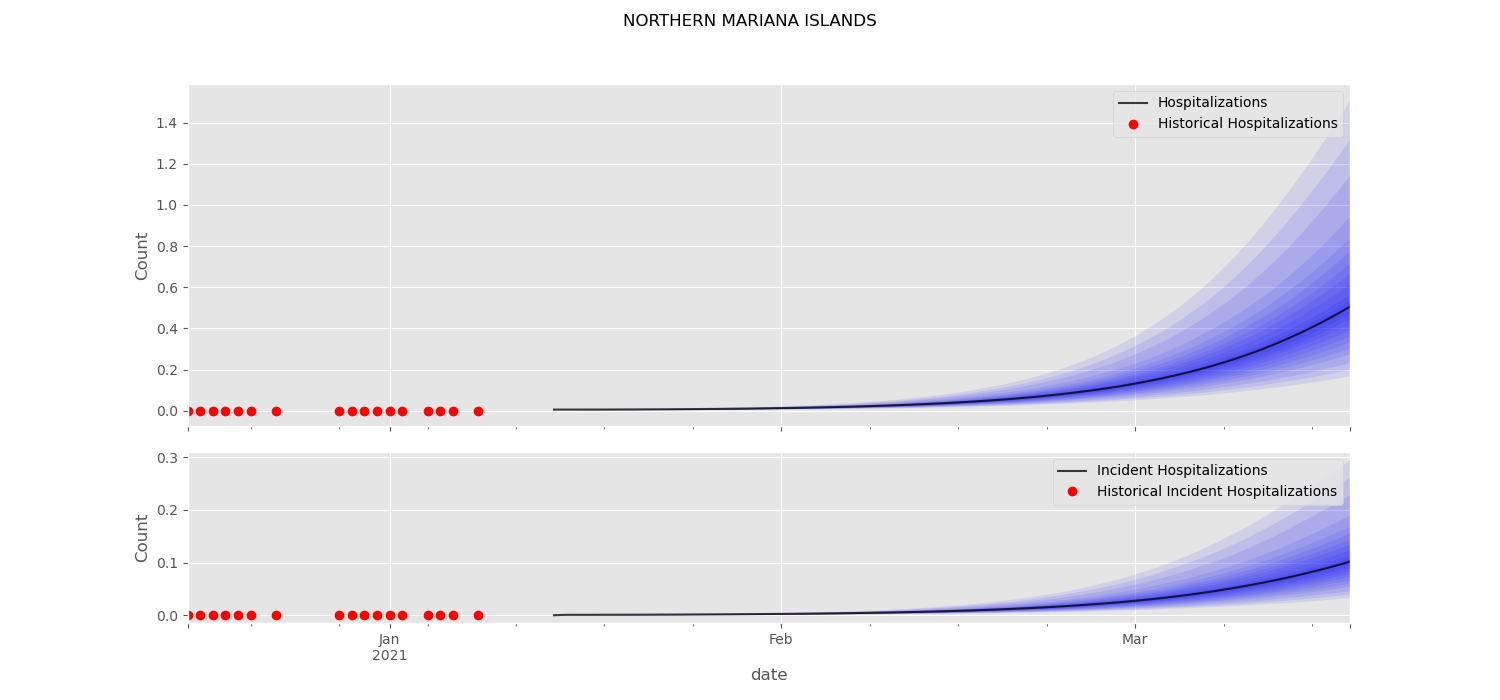 NORTHERN MARIANA ISLANDS
Hospitalizations
Historical Hospitalizations
1.4
1.2
1.0
0.8
0.6
0.4
0.2
0.0
Count
Incident Hospitalizations
Historical Incident Hospitalizations
0.3
0.2
0.1
0.0
Count
Jan
2021
Feb
Mar
date